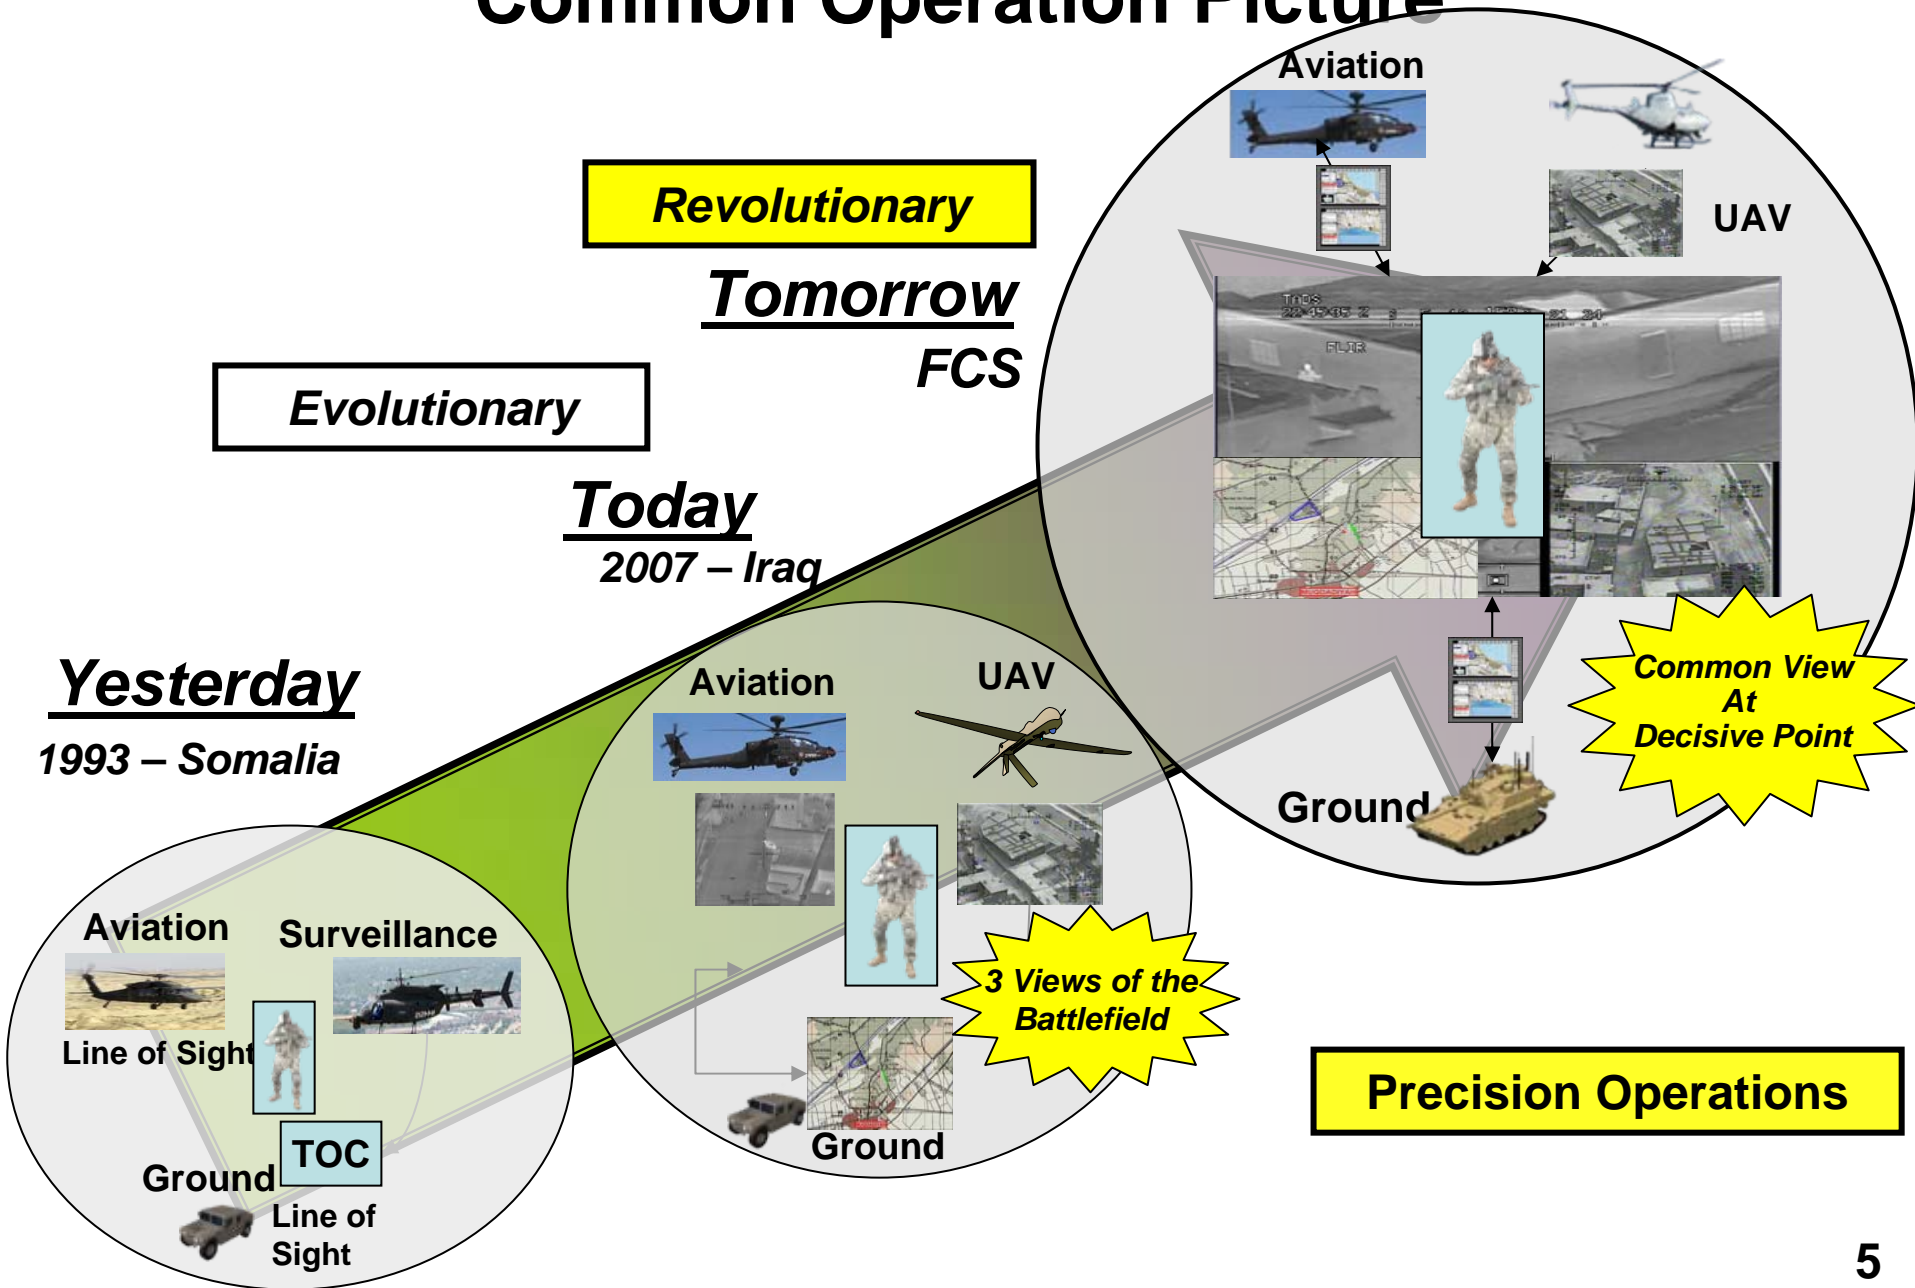 Common Operation Picture
Aviation
Revolutionary
UAV
Tomorrow
FCS
TADS
FLIR
Evolutionary
Today
2007 – Iraq
Yesterday
1993 – Somalia
Aviation
UAV
Common View
At
Decisive Point
Ground
Aviation
Surveillance
Line of Sight
3 Views of the
Battlefield
Precision Operations
TOC
Ground
Ground
Line of
Sight
5